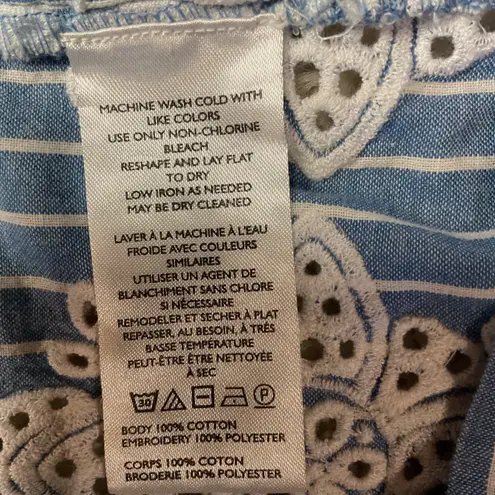 MACHINE WASH COLD WITH
LIKE COLORS
USE ONLY NON-CHLORINE
BLEACH
RESHAPE AND LAY FLAT
TO DRY
LOW IRON AS NEEDED
MAY BE DRY CLEANED
LAVER À LA MACHINE À L'EAU
FROIDE AVEC COULEURS
SIMILAIRES
UTILISER UN AGENT DE
BLANCHIMENT SANS CHLORE
SI NÉCESSAIRE
REMODELER ET SECHER À PLAT
REPASSER, AU BESOIN, À TRÈS
BASSE TEMPÉRATURE
PEUT-ÊTRE ÊTRE NETTOYÉE
À SEC
30 P
BODY 100% COTTON
EMBROIDERY 100% POLYESTER
CORPS 100% COTTON
BRODERIE 100% POLYESTER